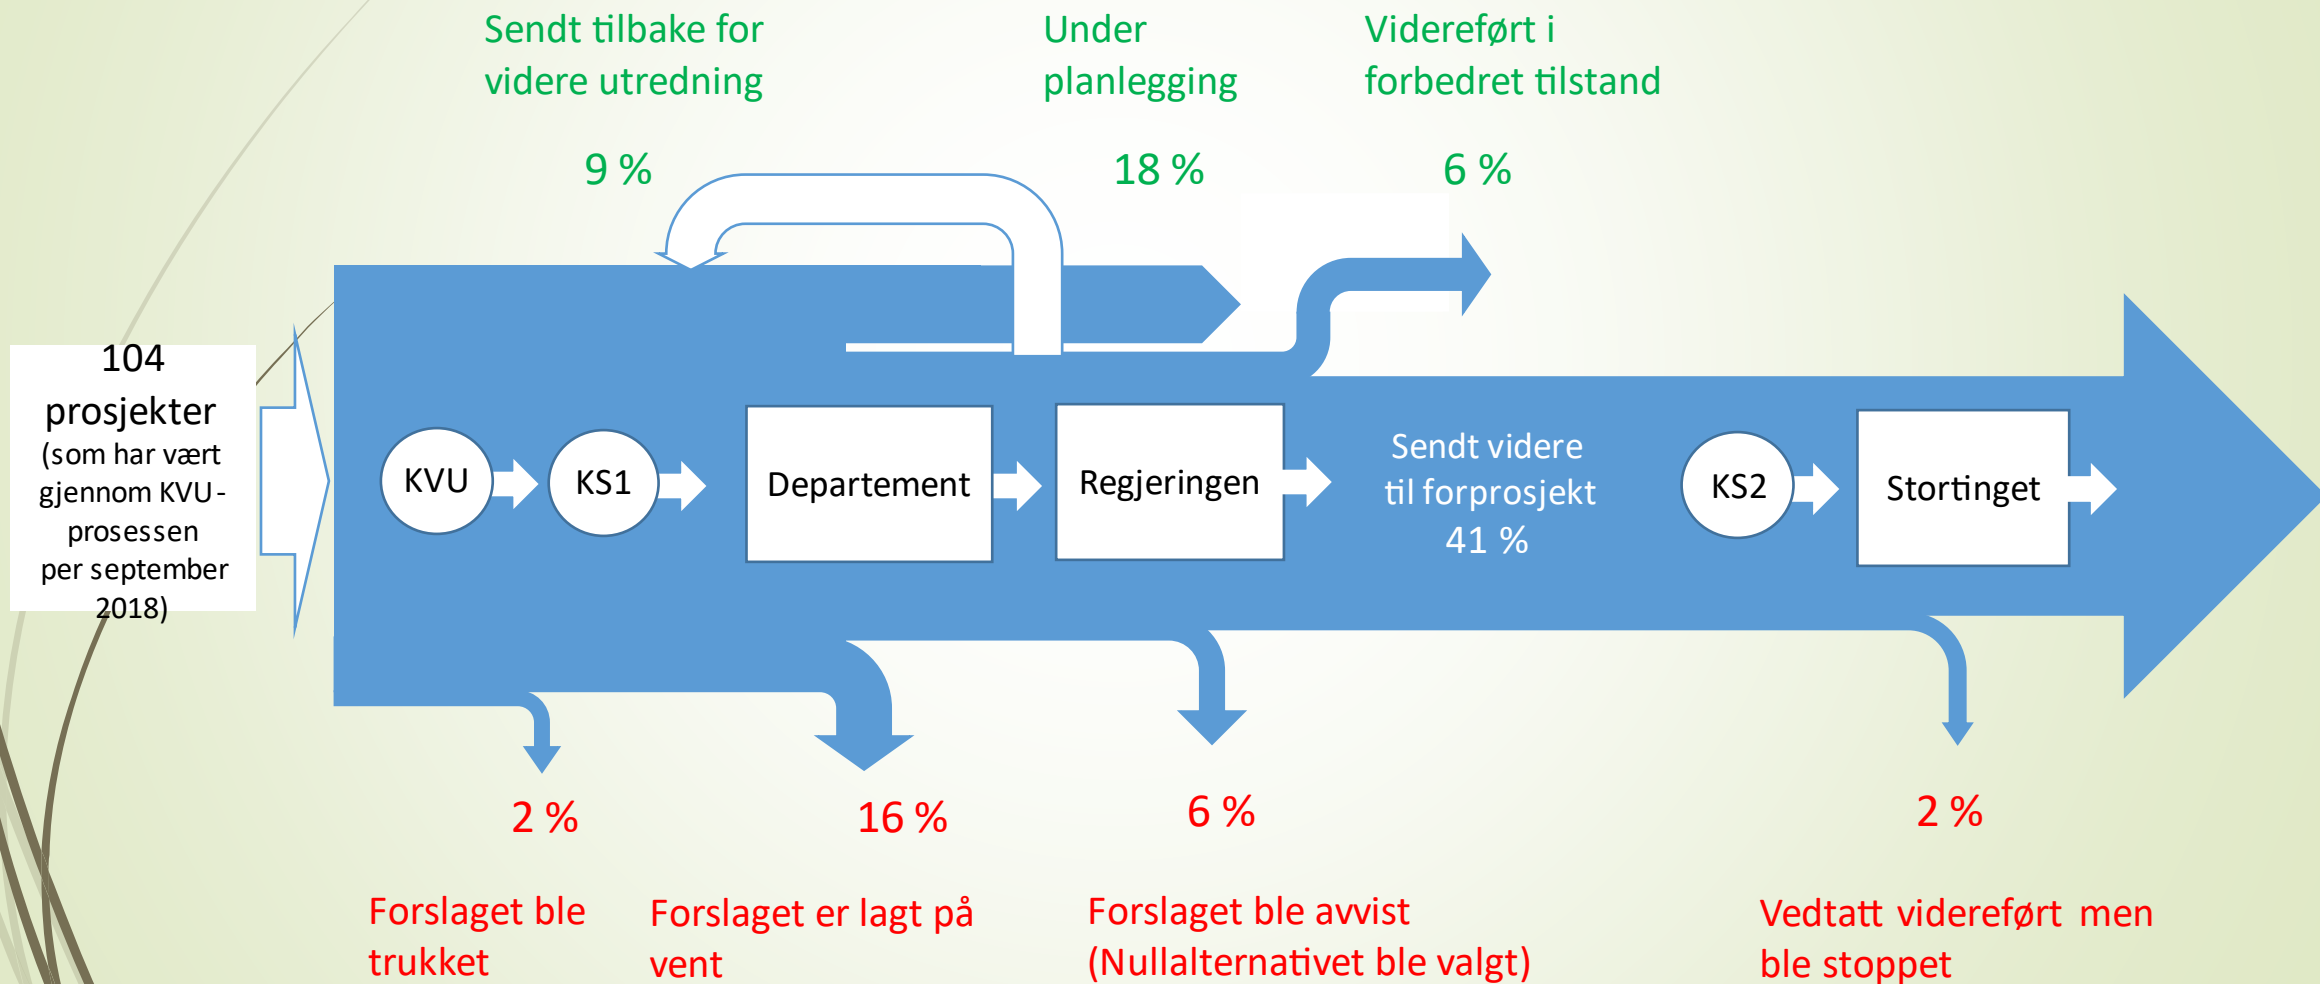 Sendt tilbake for
videre utredning
9 %
Under
planlegging
18 %
Videreført i
forbedret tilstand
6 %
104
prosjekter
(som har vært
gjennom KVU-
prosessen
per september
2018)
KVU
KS1
Departement
Regjeringen
Sendt videre
til forprosjekt
41 %
KS2
Stortinget
2 %
Forslaget ble
trukket
16 %
Forslaget er lagt på
vent
6 %
Forslaget ble avvist
(Nullalternativet ble valgt)
2 %
Vedtatt videreført men
ble stoppet